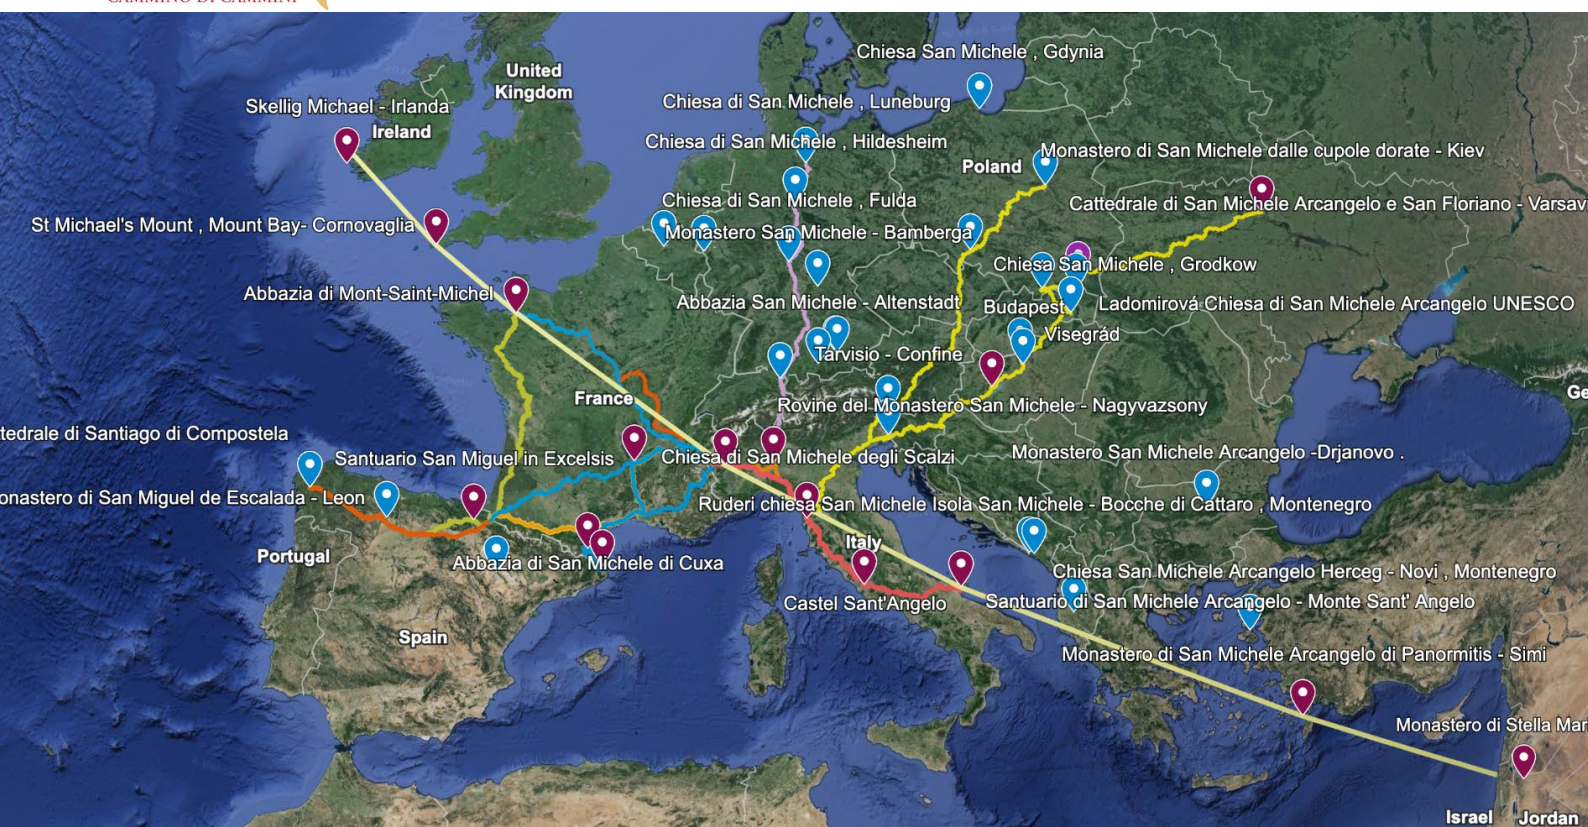 CAMMINO DI CAMMINI
Chiesa San Michele , Gdynia
United
Kingdom
Skellig Michael - Irlanda
Chiesa di San Michele , Luneburg
Ireland
Chiesa di San Michele , Hildesheim
Monastero di San Michele dalle cupole dorate - Kiev
Poland
Chiesa di San Michele , Fulda
Cattedrale di San Michele Arcangelo e San Floriano - Varsavi
St Michael's Mount , Mount Bay- Cornovaglia
Monastero San Michele - Bamberga
Chiesa San Michele , Grodkow
Abbazia di Mont-Saint-Michel
Abbazia San Michele - Altenstadt
Budapest
Ladomirová Chiesa di San Michele Arcangelo UNESCO
Visegrád
Tarvisio - Confine
France
Ge
Rovine del Monastero San Michele - Nagyvazsony
tedrale di Santiago di Compostela
Santuario San Miguel in Excelsis
Chiesa di San Michele degli Scalzi
Monastero San Michele Arcangelo -Drjanovo .
onastero di San Miguel de Escalada - Leon
Ruderi chiesa San Michele Isola San Michele - Bocche di Cattaro , Montenegro
Italy
Portugal
Abbazia di San Michele di Cuxa
Chiesa San Michele Arcangelo Herceg - Novi , Montenegro
Castel Sant'Angelo
Santuario di San Michele Arcangelo - Monte Sant' Angelo
Spain
Monastero di San Michele Arcangelo di Panormitis - Simi
Monastero di Stella Mar
Israel
Jordan